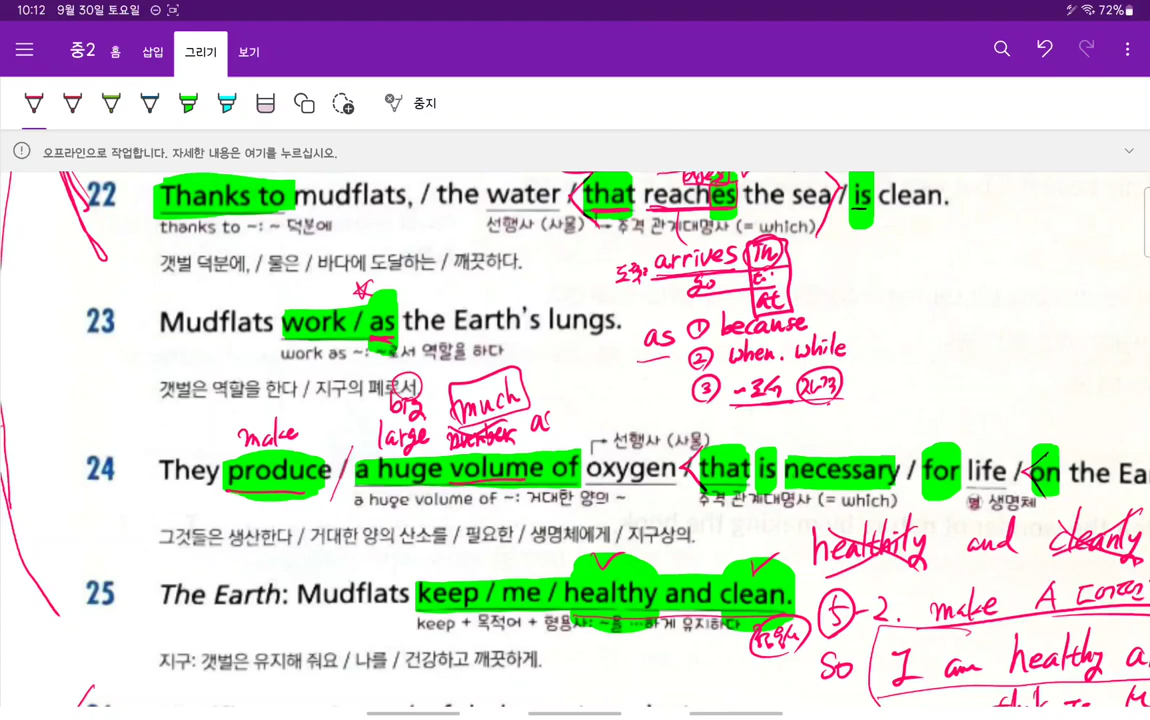 10:12 9월 30일 토요일 72%
중2 홈 삽입 그리기 보기
중지
오프라인으로 작업합니다. 자세한 내용은 여기를 누르십시오.
22 Thanks to mudflats, / the water / that reaches the sea / is clean.
thanks to ~: ~ 덕분에 선행사 (사물) 주격 관계대명사 (= which)
갯벌 덕분에, / 물은 / 바다에 도달하는 / 깨끗하다.
arrives in
go to
at
23 Mudflats work / as the Earth's lungs.
work as ~: ~로서 역할을 하다
갯벌은 역할을 한다 / 지구의 폐로서
as ① because
② when. while
③ ~로서
big
large
much
number
make
24 They produce / a huge volume of oxygen / that is necessary / for life / on the Ea
선행사 (사물)
a huge volume of ~: 거대한 양의 ~ 주격 관계대명사 (= which) 명 생명체
그것들은 생산한다 / 거대한 양의 산소를 / 필요한 / 생명체에게 / 지구상의.
healthily and cleanly
25 The Earth: Mudflats keep / me / healthy and clean.
keep + 목적어 + 형용사: ~을 …하게 유지하다
지구: 갯벌은 유지해 줘요 / 나를 / 건강하고 깨끗하게.
⑤-2. make A
So I am healthy a